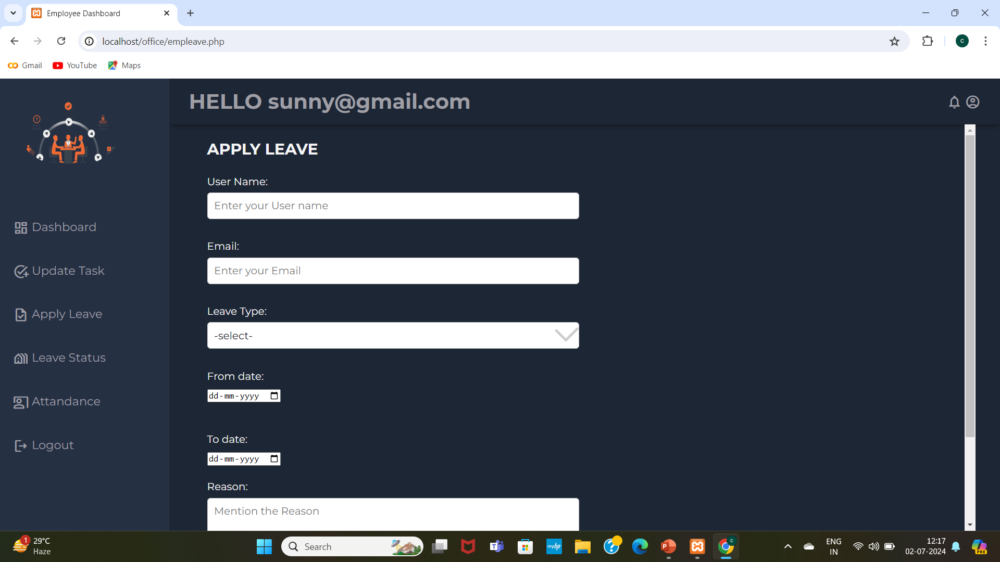 Employee Dashboard
localhost/office/empleave.php
C
Gmail
YouTube
Maps
HELLO sunny@gmail.com
APPLY LEAVE
User Name:
Enter your User name
Email:
Enter your Email
Leave Type:
-select-
From date:
dd-mm-yyyy
To date:
dd-mm-yyyy
Reason:
Mention the Reason
Dashboard
Update Task
Apply Leave
Leave Status
Attandance
Logout
1
29°C
Haze
Search
myhp
C
ENG
IN
12:17
02-07-2024
PRE